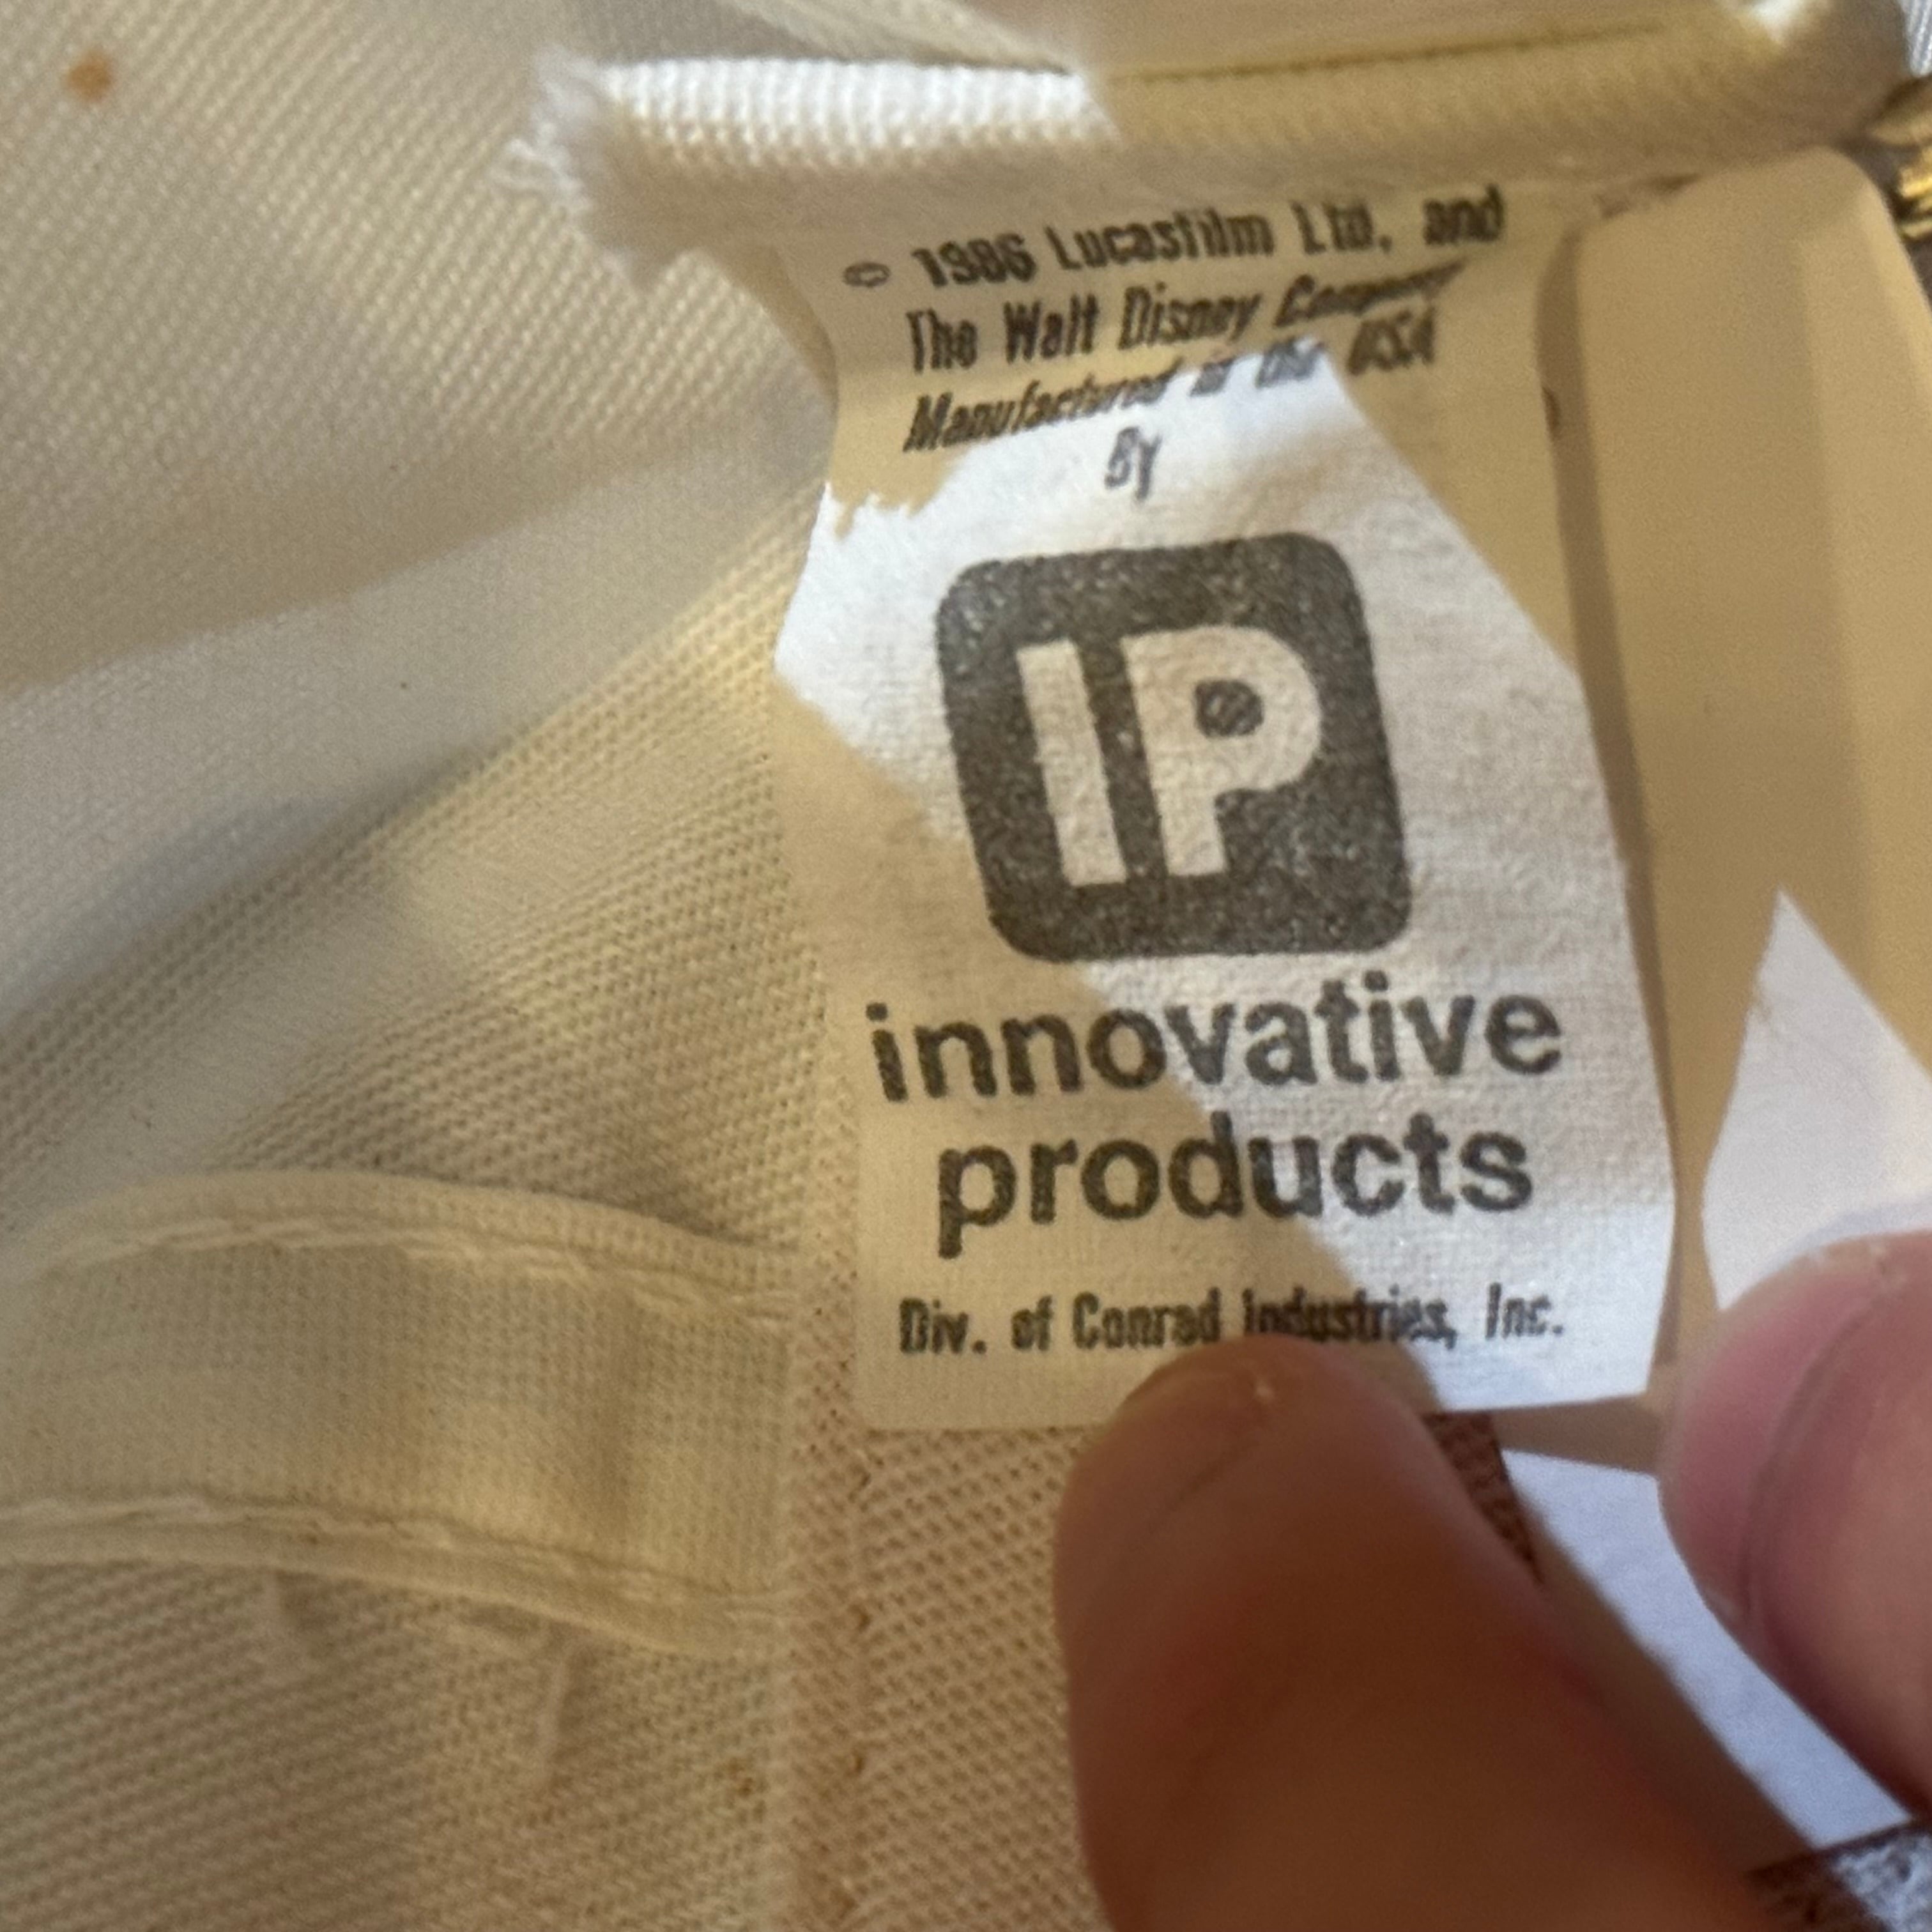 © 1986 Lucasfilm Ltd. and
The Walt Disney Company
Manufactured in the USA
By
IP
innovative
products
Div. of Conrad Industries, Inc.